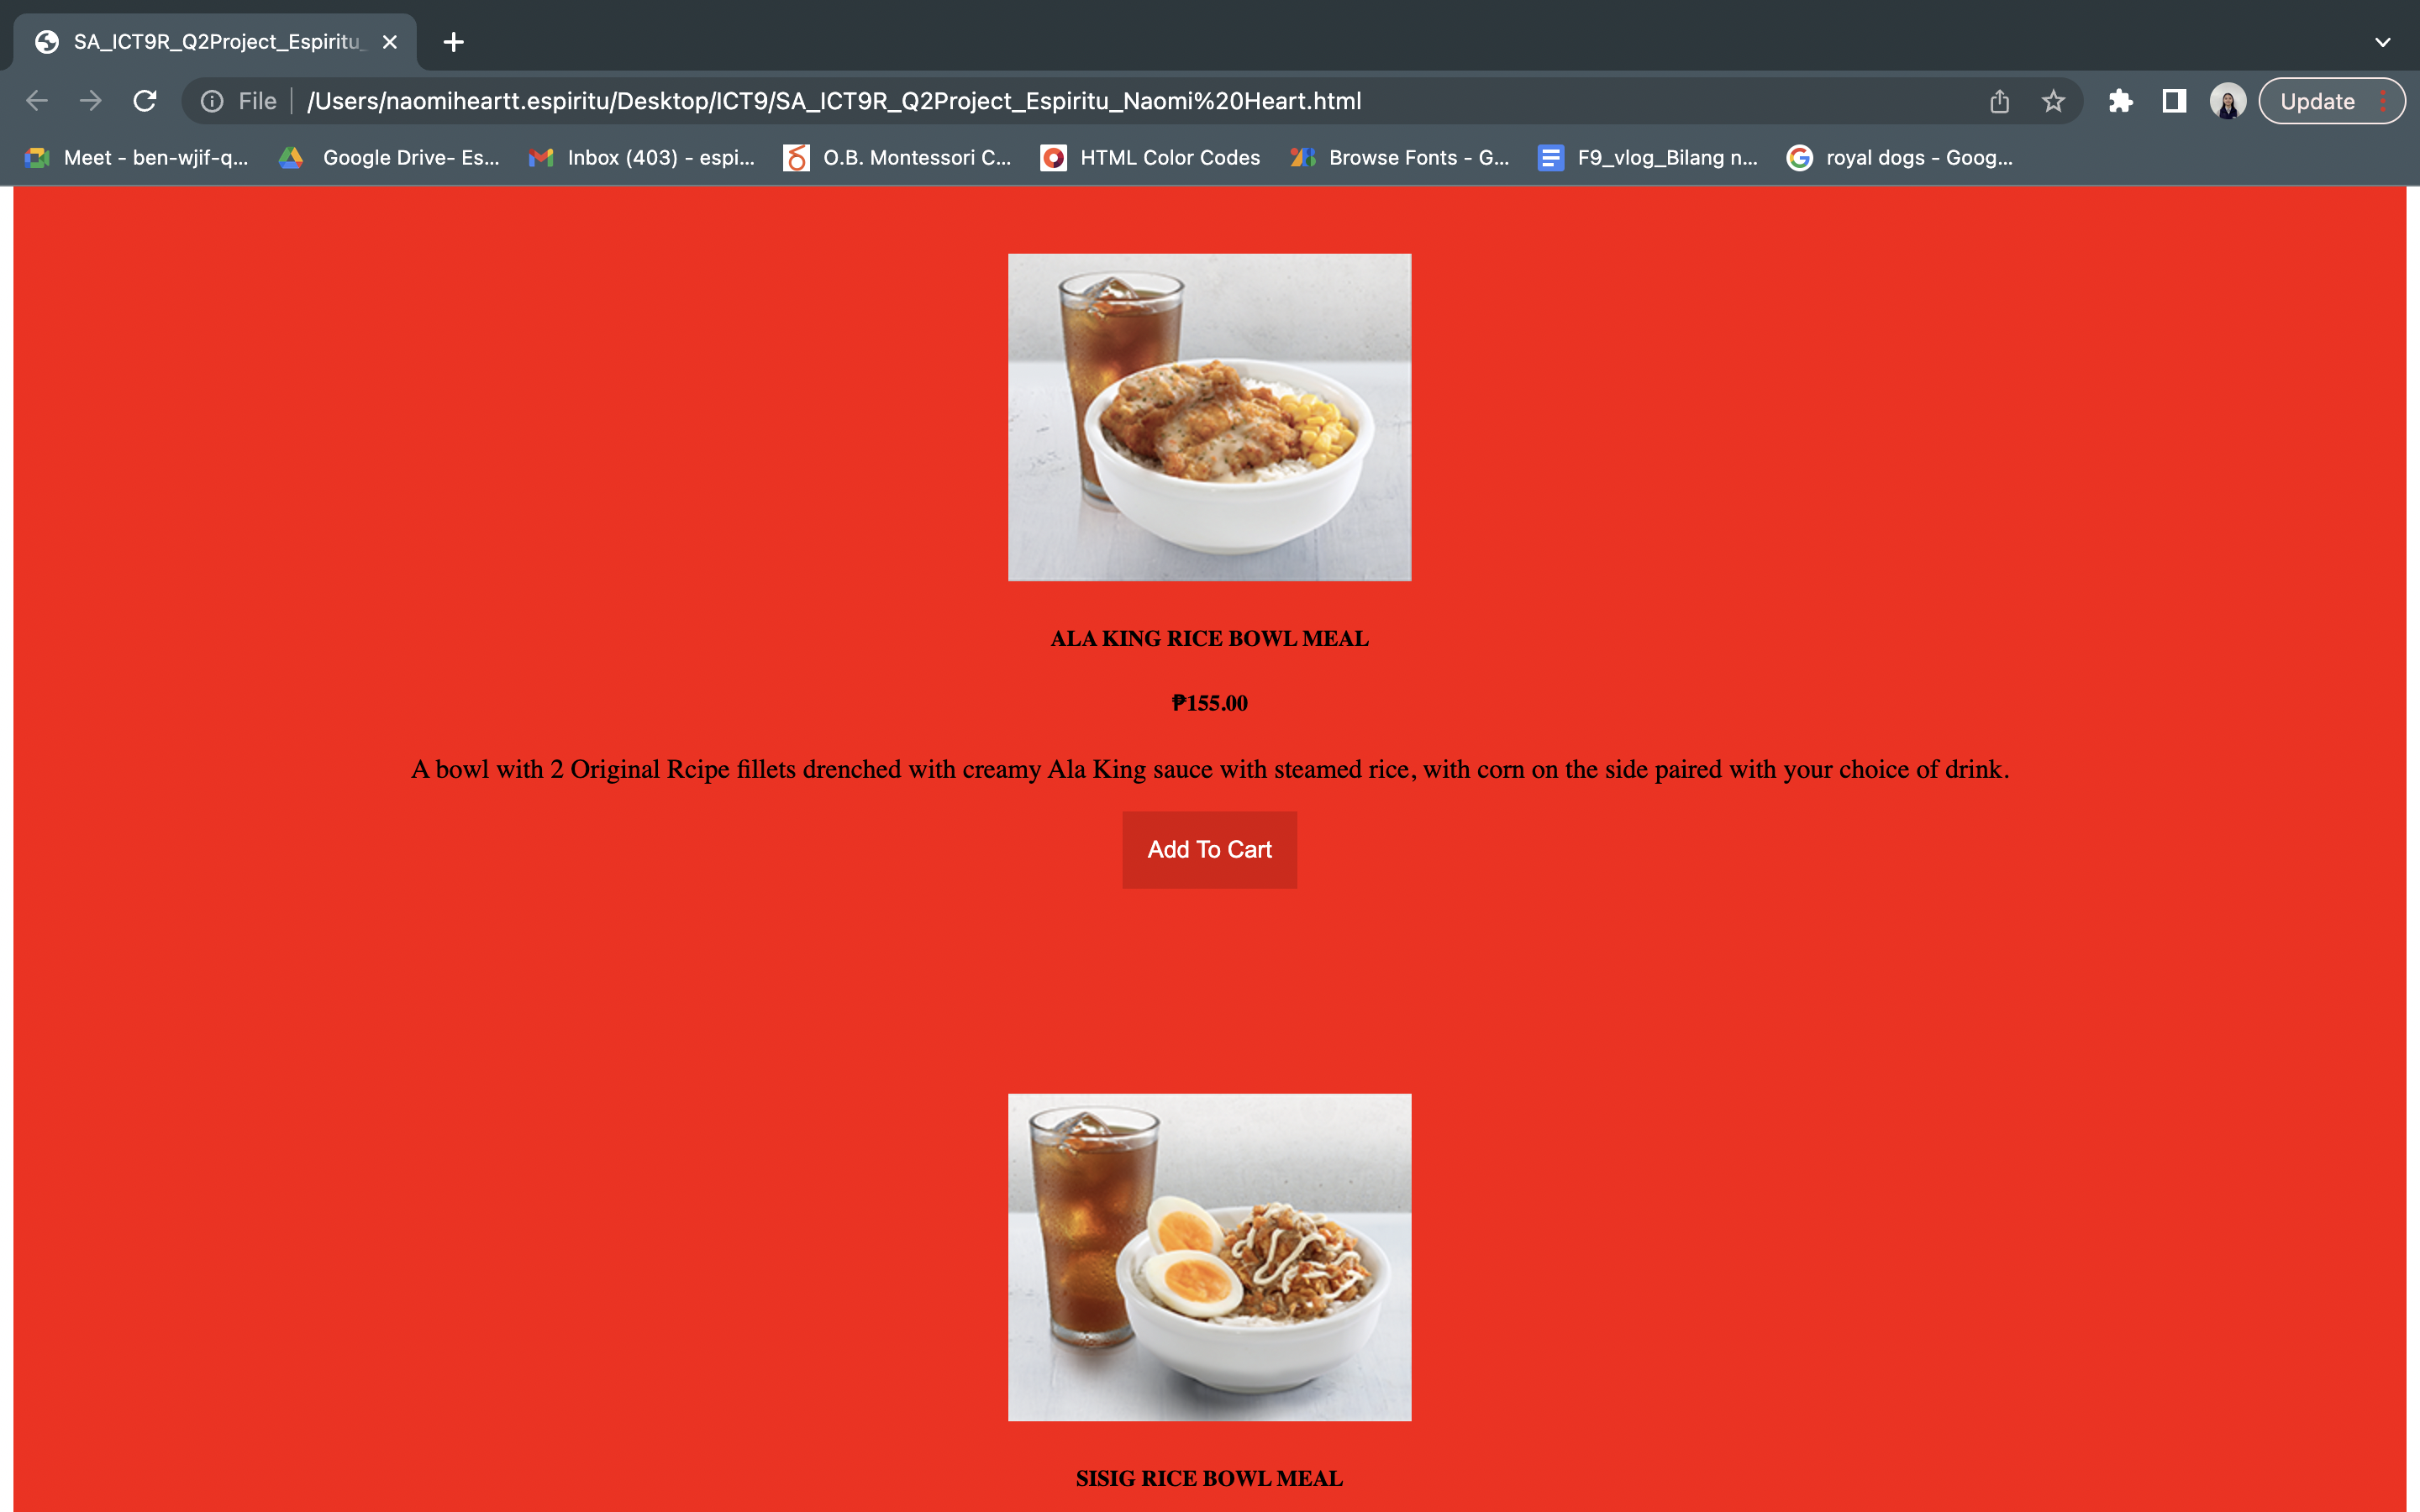 SA_ICT9R_Q2Project_Espiritu_
File /Users/naomiheartt.espiritu/Desktop/ICT9/SA_ICT9R_Q2Project_Espiritu_Naomi%20Heart.html Update
Meet - ben-wjif-q... Google Drive- Es... Inbox (403) - espi... O.B. Montessori C... HTML Color Codes Browse Fonts - G... F9_vlog_Bilang n... royal dogs - Goog...
ALA KING RICE BOWL MEAL
₱155.00
A bowl with 2 Original Rcipe fillets drenched with creamy Ala King sauce with steamed rice, with corn on the side paired with your choice of drink.
Add To Cart
SISIG RICE BOWL MEAL